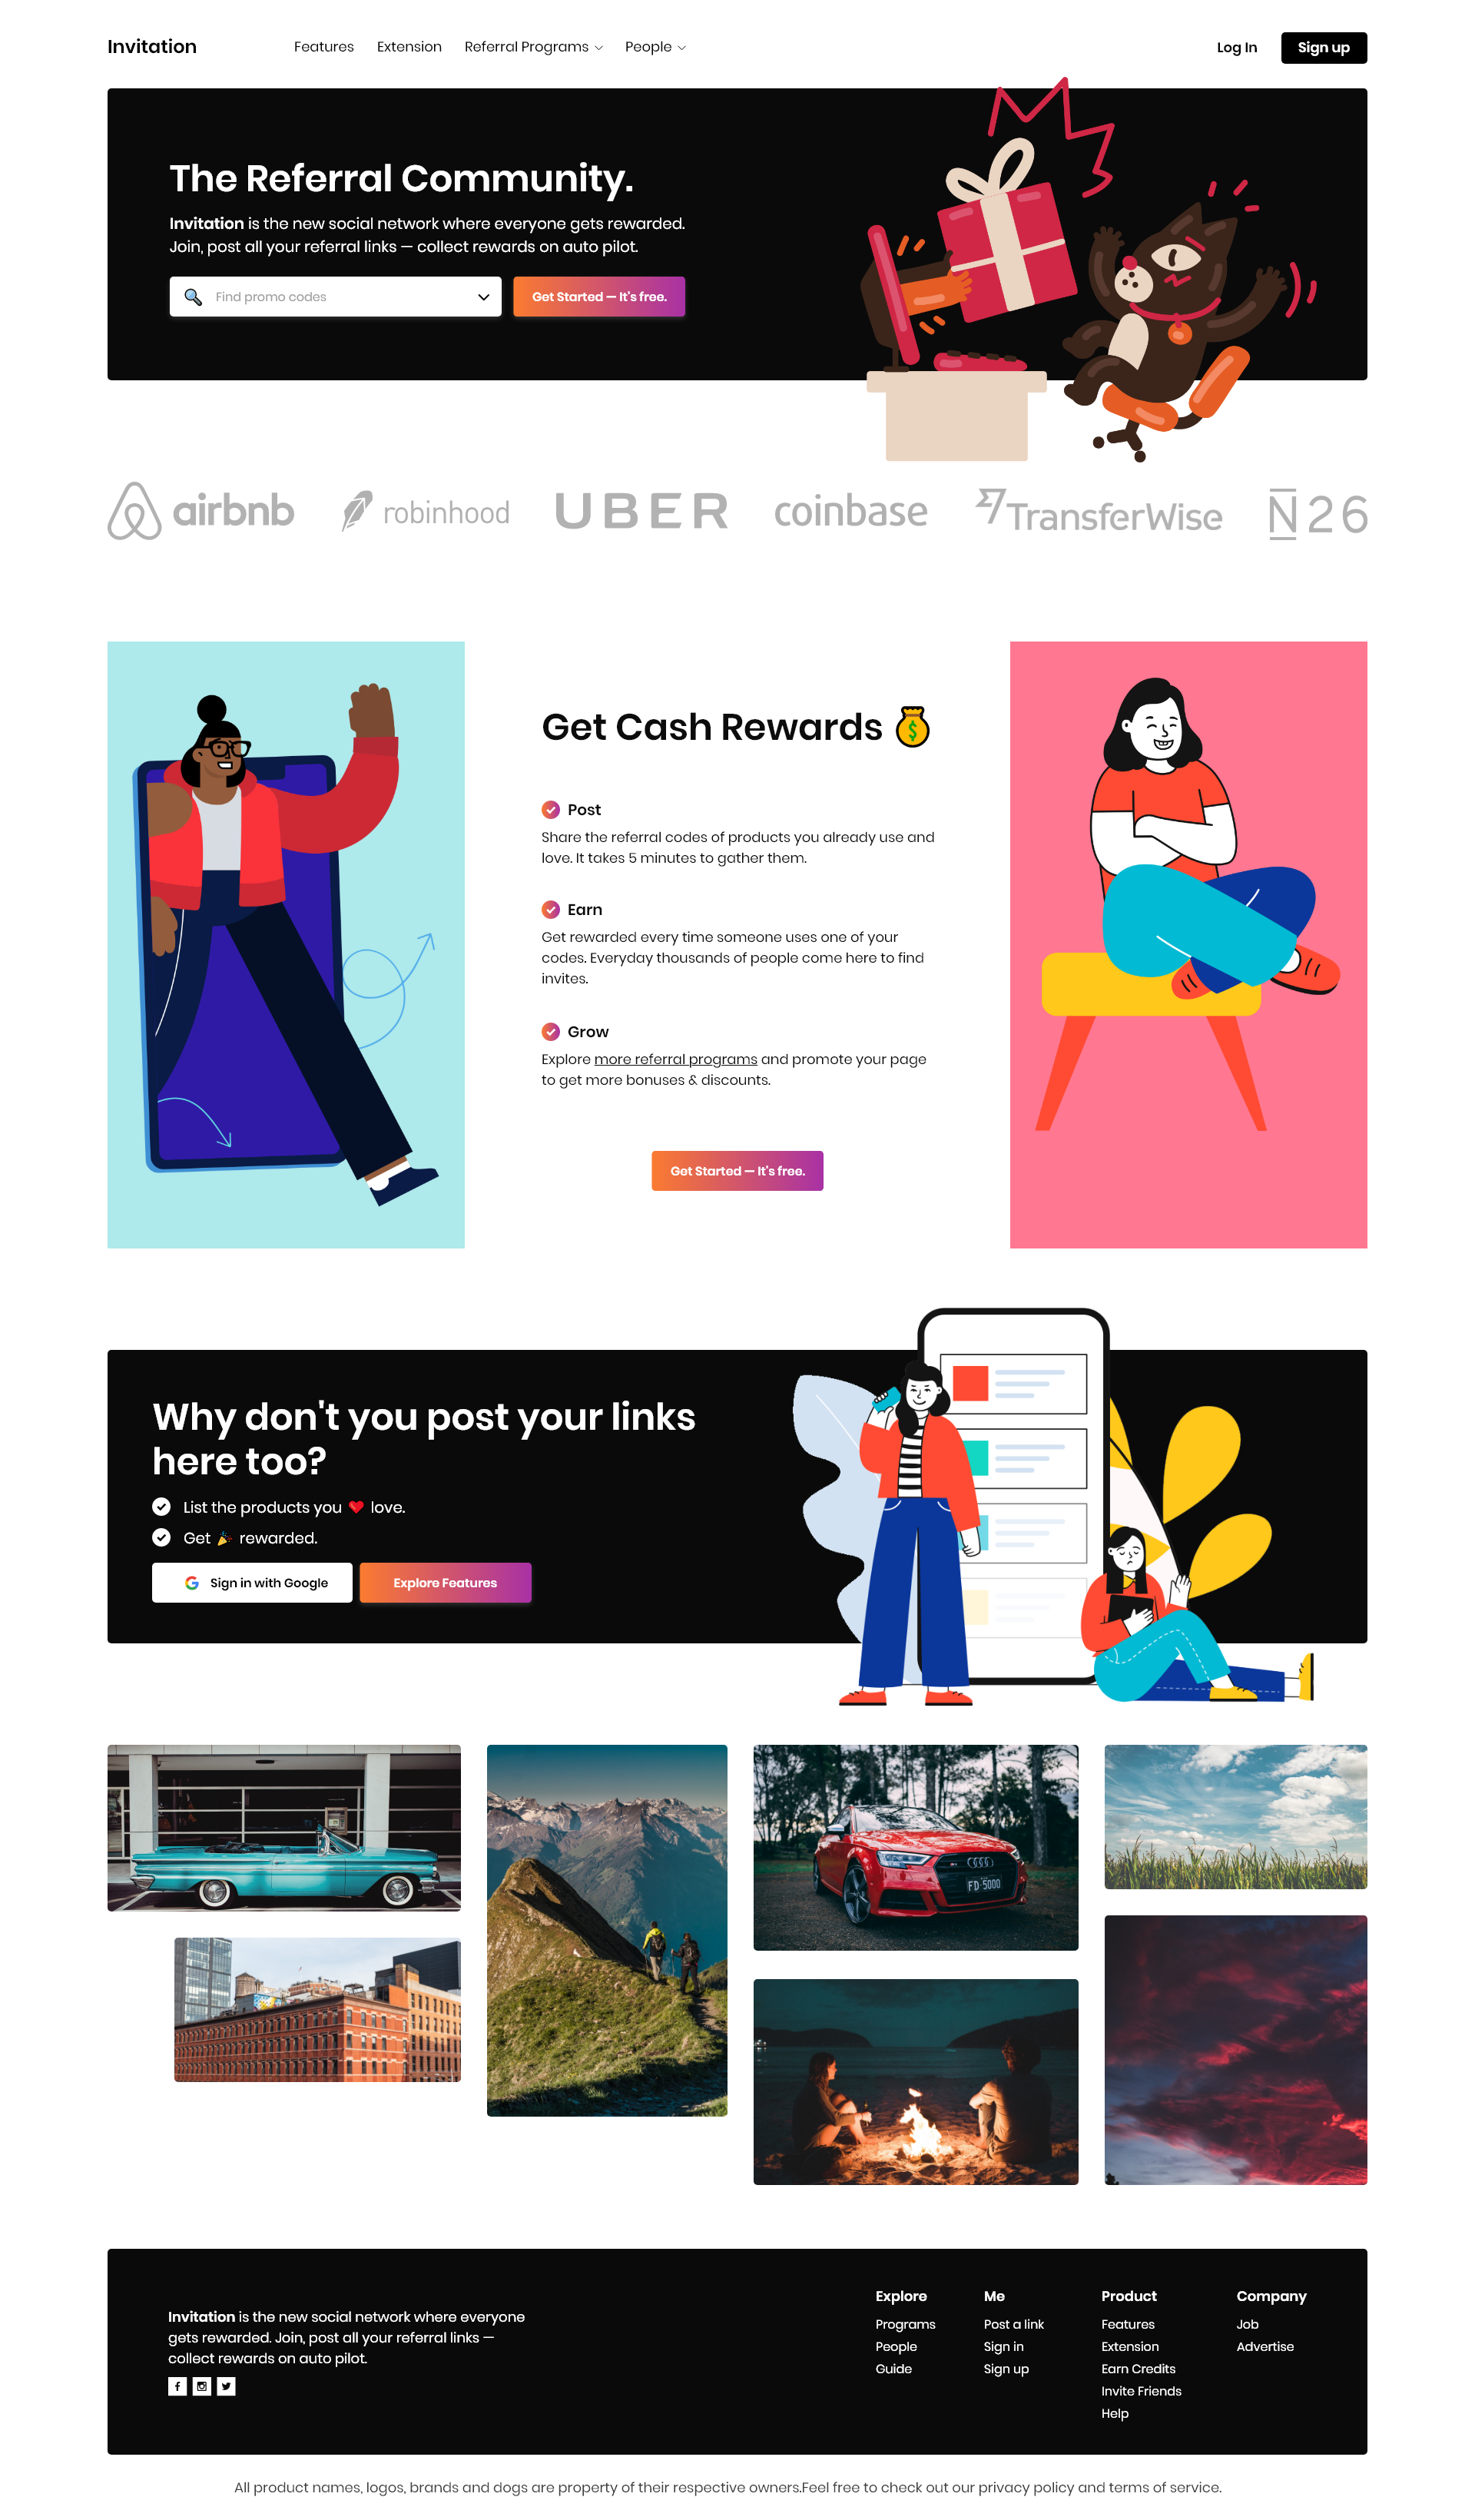 Invitation
Features
Extension
Referral Programs
People
Log In
Sign up
The Referral Community.
Invitation is the new social network where everyone gets rewarded.
Join, post all your referral links — collect rewards on auto pilot.
Find promo codes
Get Started — It's free.
airbnb
robinhood
UBER
coinbase
TransferWise
N26
Get Cash Rewards
Post
Share the referral codes of products you already use and
love. It takes 5 minutes to gather them.
Earn
Get rewarded every time someone uses one of your
codes. Everyday thousands of people come here to find
invites.
Grow
Explore more referral programs and promote your page
to get more bonuses & discounts.
Get Started — It's free.
Why don't you post your links
here too?
List the products you ❤️ love.
Get 🎉 rewarded.
Sign in with Google
Explore Features
FD·5000
Invitation is the new social network where everyone
gets rewarded. Join, post all your referral links —
collect rewards on auto pilot.
Explore
Programs
People
Guide
Me
Post a link
Sign in
Sign up
Product
Features
Extension
Earn Credits
Invite Friends
Help
Company
Job
Advertise
All product names, logos, brands and dogs are property of their respective owners.Feel free to check out our privacy policy and terms of service.